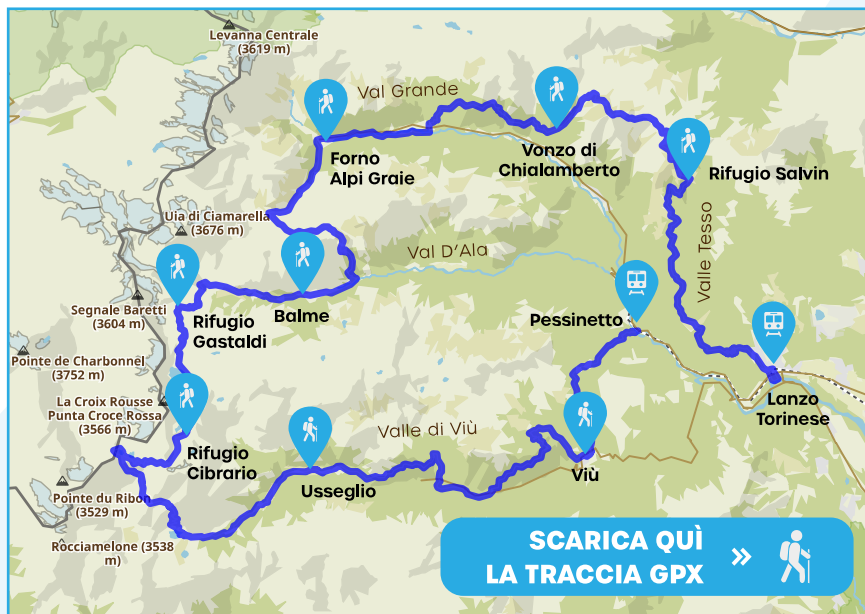 Levanna Centrale
(3619 m)
Val Grande
Forno
Alpi Graie
Vonzo di
Chialamberto
Rifugio Salvin
Uia di Ciamarella
(3676 m)
Val D'Ala
Valle Tesso
Segnale Baretti
(3604 m)
Rifugio
Gastaldi
Balme
Pessinetto
Pointe de Charbonnel
(3752 m)
La Croix Rousse
Punta Croce Rossa
(3566 m)
Lanzo
Torinese
Rifugio
Cibrario
Valle di Viù
Usseglio
Viù
Pointe du Ribon
(3529 m)
Rocciamelone (3538
m)
SCARICA QUÌ
LA TRACCIA GPX
»